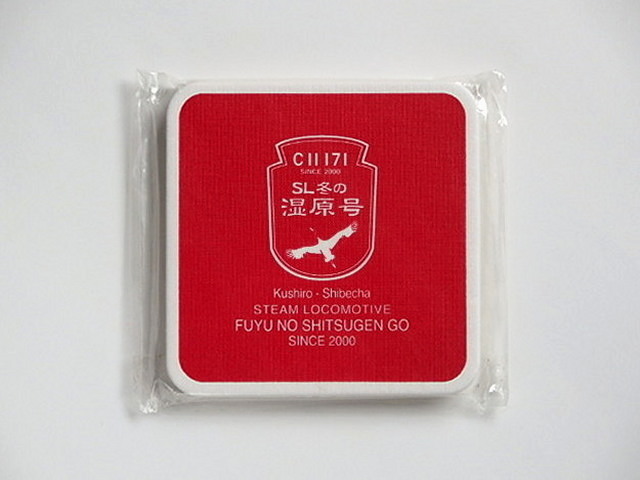 C11 171
SINCE 2000
SL冬の
湿原号
Kushiro - Shibecha
STEAM LOCOMOTIVE
FUYU NO SHITSUGEN GO
SINCE 2000